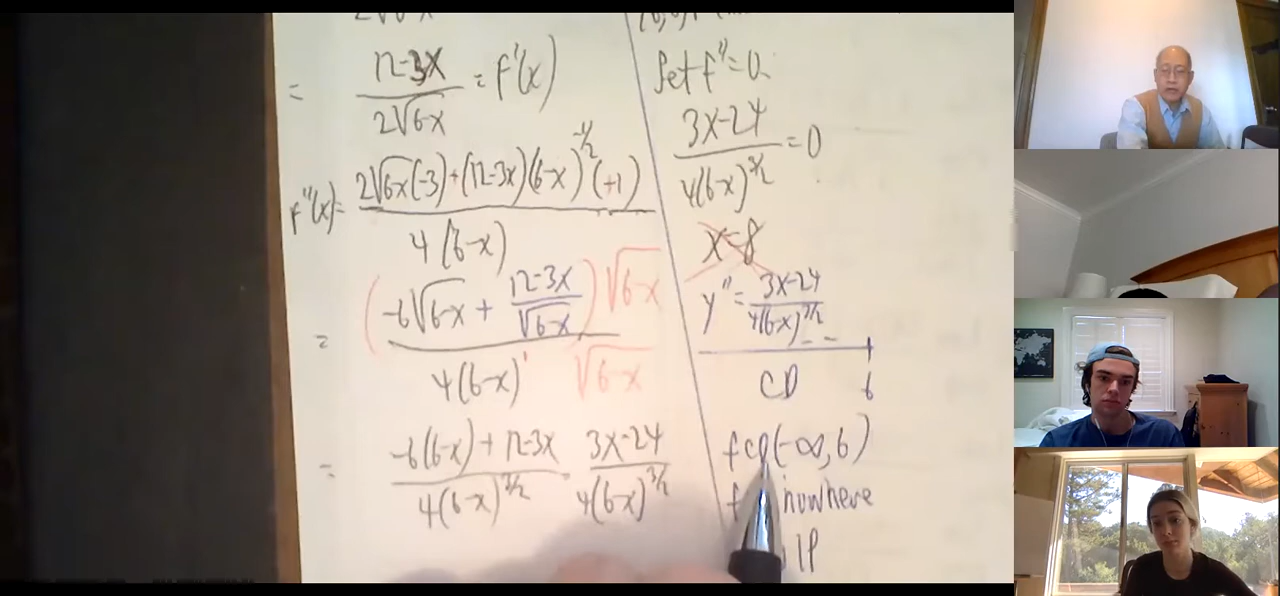 = 12-3x / 2√6-x = f'(x)
f''(x) = 2√6-x(-3)+(12-3x)(6-x)^-1/2(+1) / 4(6-x)
= (-6√6-x + 12-3x / √6-x) √6-x / 4(6-x)^1 √6-x
= -6(6-x)+12-3x / 4(6-x)^3/2 = 3x-24 / 4(6-x)^3/2
Set f''=0.
3x-24 / 4(6-x)^3/2 = 0
x=8
y'' = 3x-24 / 4(6-x)^3/2
- -
CD
6
f CD (-∞,6)
f nowhere
IP